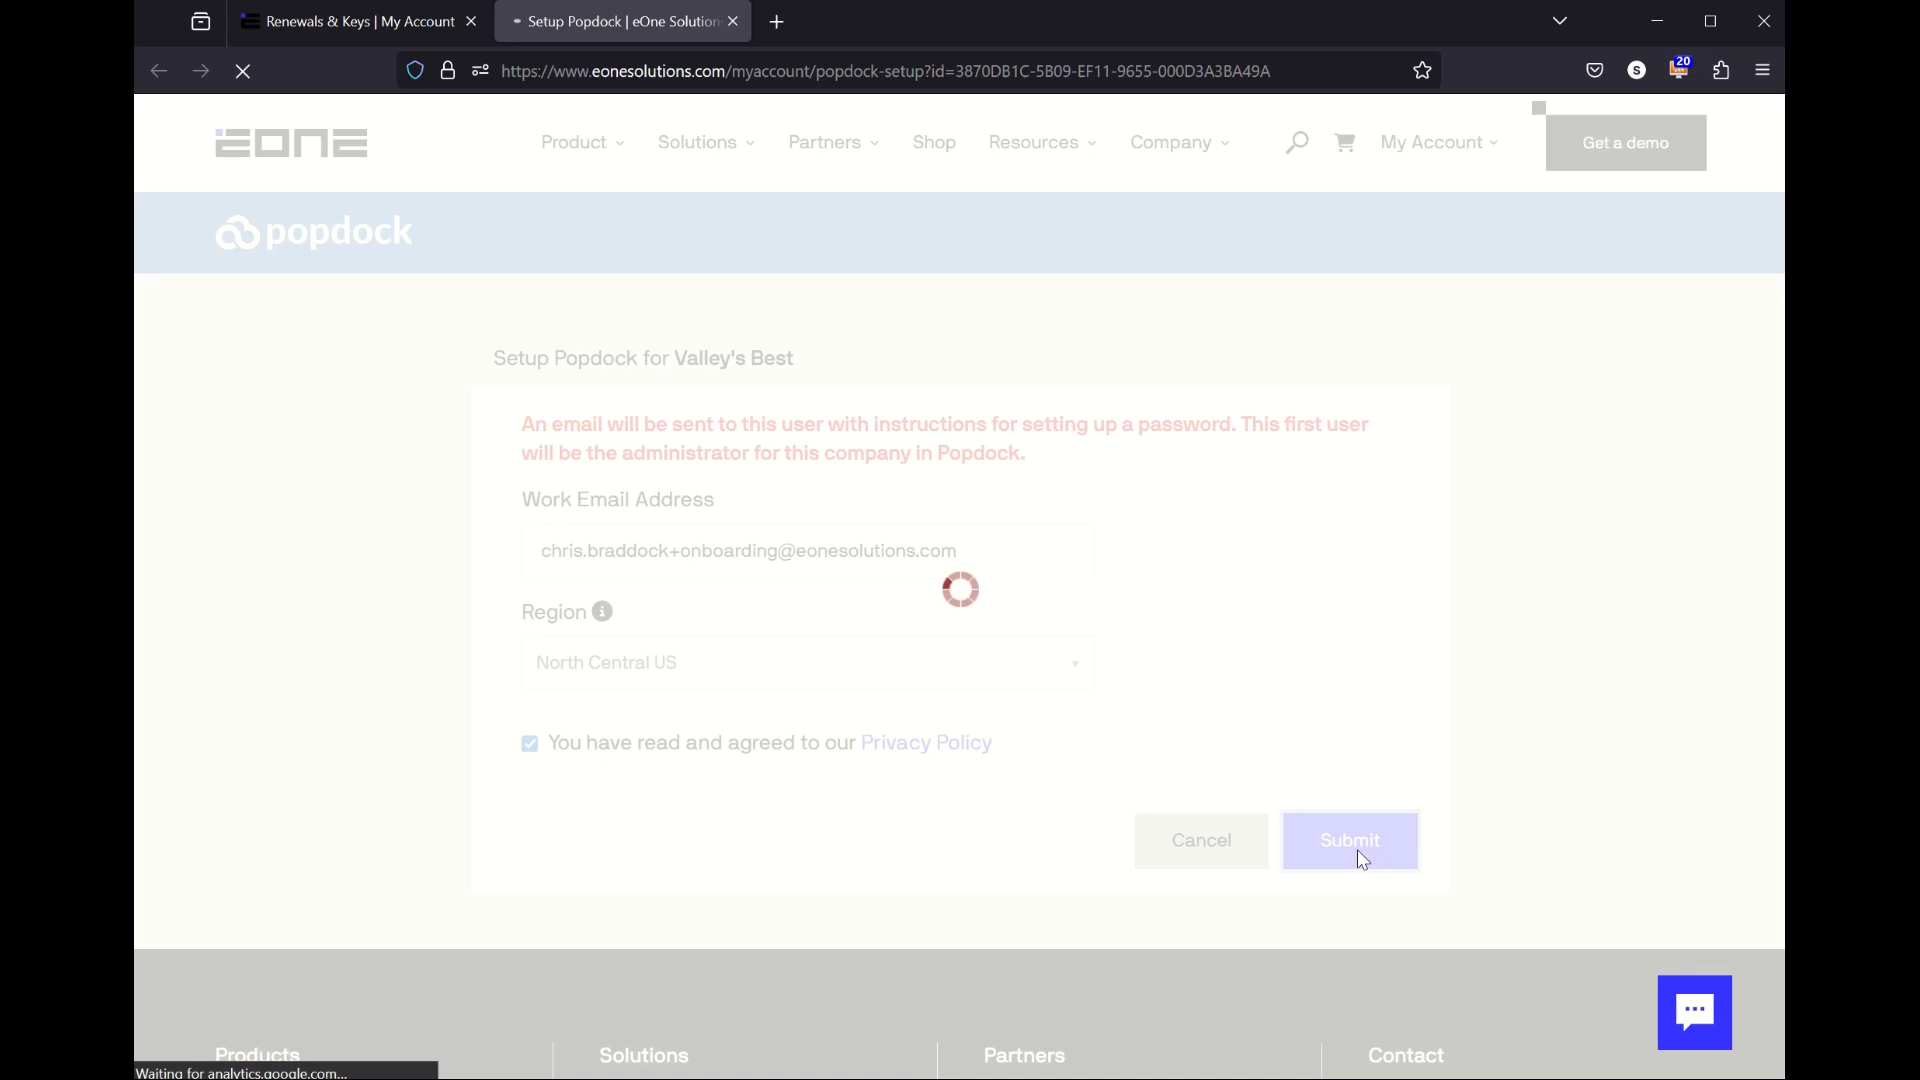 Renewals & Keys | My Account
Setup Popdock | eOne Solution
https://www.eonesolutions.com/myaccount/popdock-setup?id=3870DB1C-5B09-EF11-9655-000D3A3BA49A
S
20
EONE
Product
Solutions
Partners
Shop
Resources
Company
My Account
Get a demo
popdock
Setup Popdock for Valley's Best
An email will be sent to this user with instructions for setting up a password. This first user
will be the administrator for this company in Popdock.
Work Email Address
chris.braddock+onboarding@eonesolutions.com
Region
North Central US
You have read and agreed to our Privacy Policy
Cancel
Submit
Products
Solutions
Partners
Contact
Waiting for analytics.google.com...